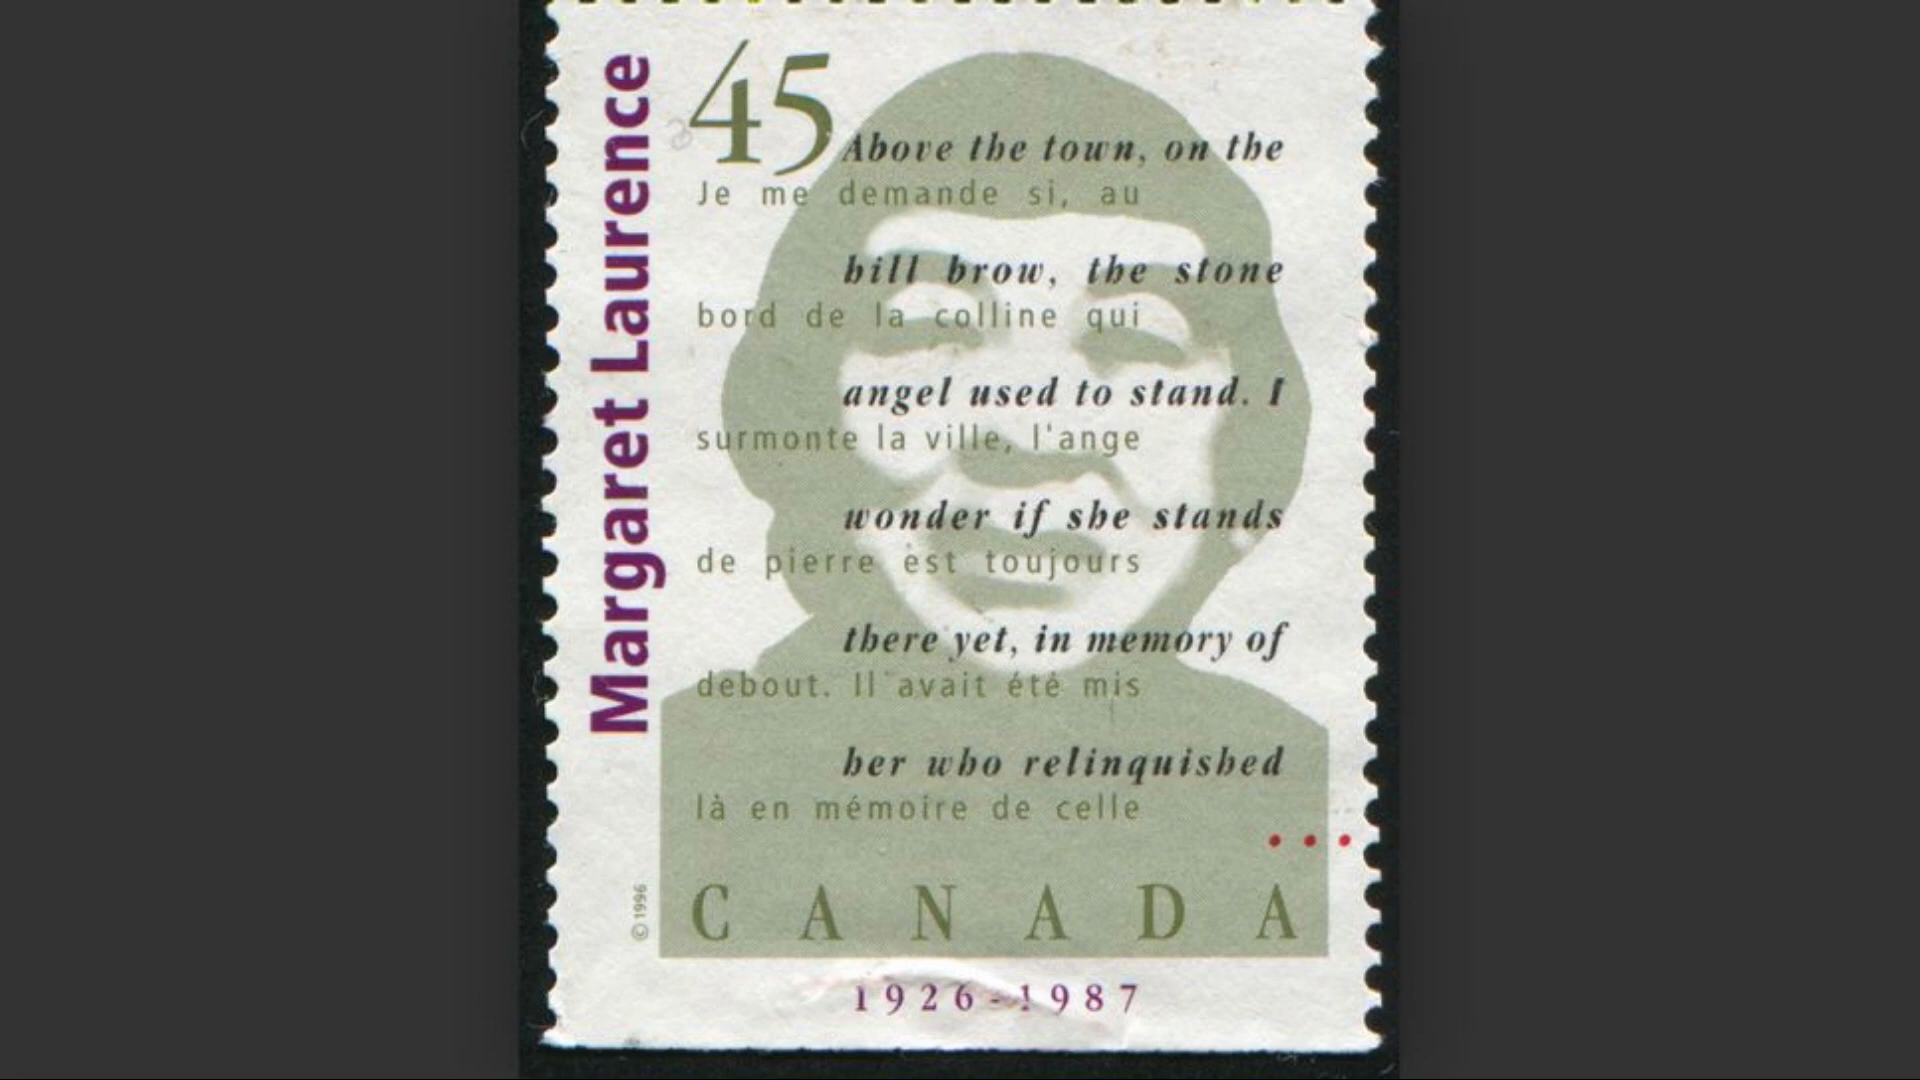 Margaret Laurence
45
Above the town, on the
Je me demande si, au
hill brow, the stone
bord de la colline qui
angel used to stand. I
surmonte la ville, l'ange
wonder if she stands
de pierre est toujours
there yet, in memory of
debout. Il avait été mis
her who relinquished
là en mémoire de celle
...
©1996
CANADA
1926-1987